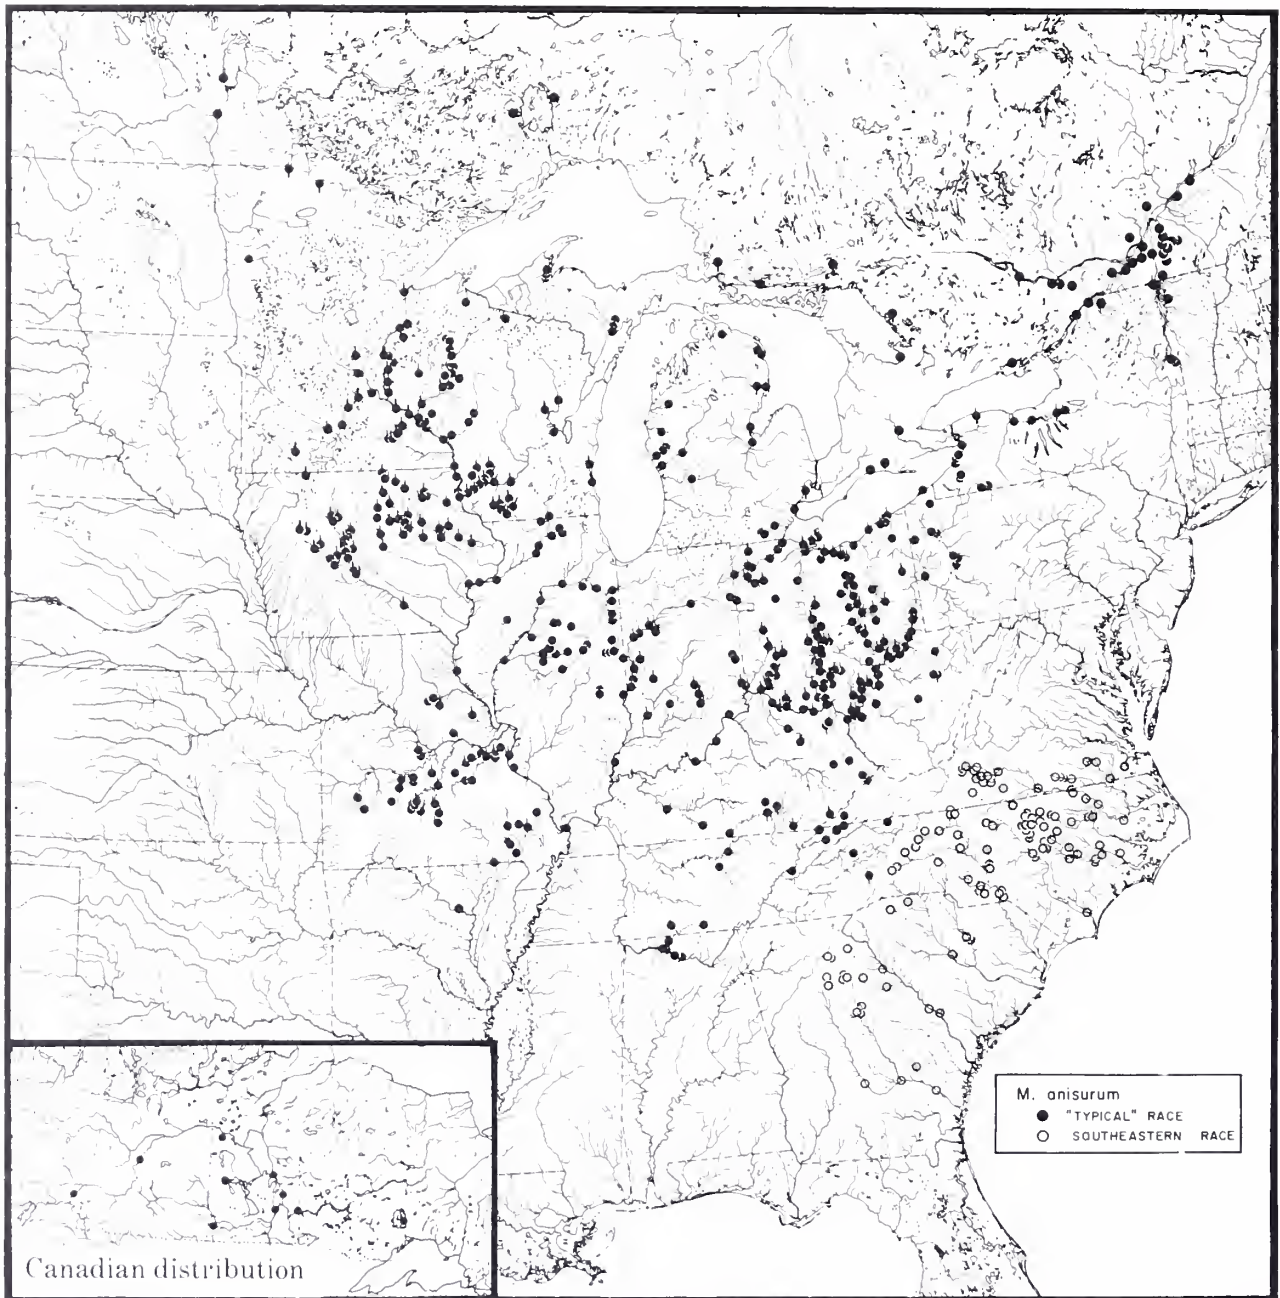 M. anisurum
● "TYPICAL" RACE
○ SOUTHEASTERN RACE
Canadian distribution